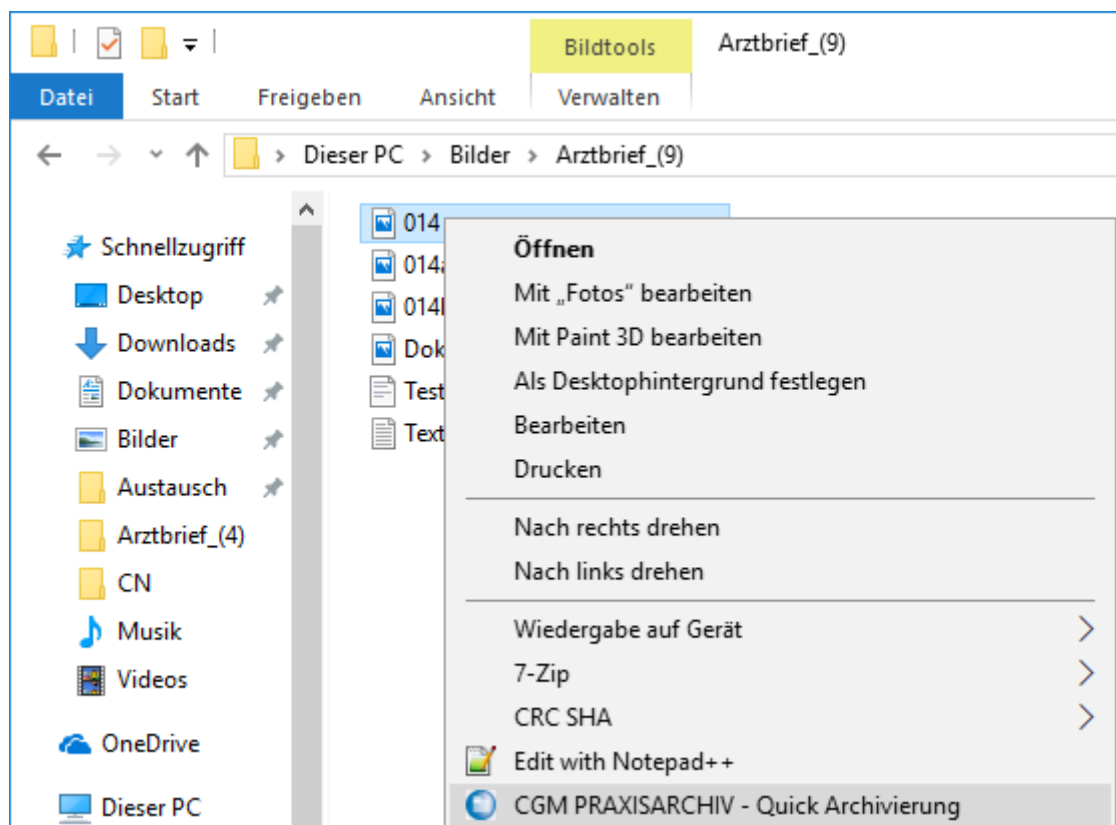 Bildtools
Arztbrief_(9)
Datei
Start
Freigeben
Ansicht
Verwalten
Dieser PC
Bilder
Arztbrief_(9)
Schnellzugriff
Desktop
Downloads
Dokumente
Bilder
Austausch
Arztbrief_(4)
CN
Musik
Videos
OneDrive
Dieser PC
014
014
014
Dok
Test
Text
Öffnen
Mit „Fotos“ bearbeiten
Mit Paint 3D bearbeiten
Als Desktophintergrund festlegen
Bearbeiten
Drucken
Nach rechts drehen
Nach links drehen
Wiedergabe auf Gerät
7-Zip
CRC SHA
Edit with Notepad++
CGM PRAXISARCHIV - Quick Archivierung